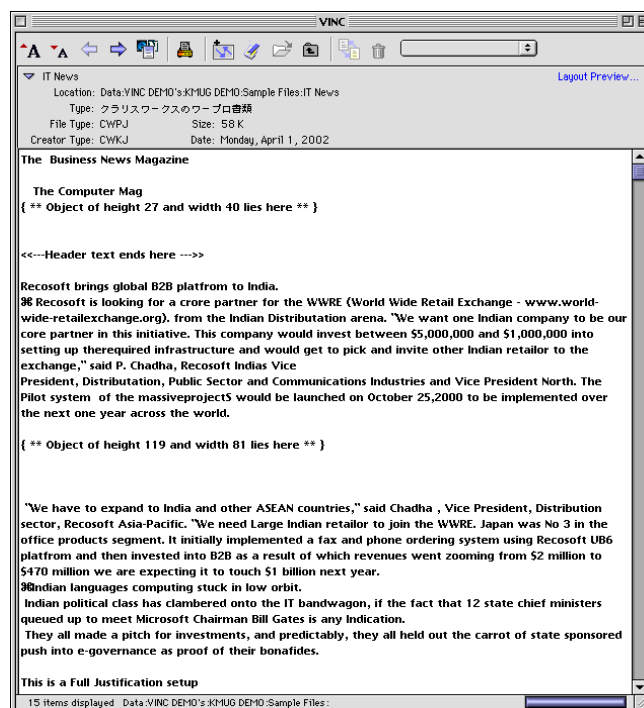 VINC
IT News
Layout Preview...
Location: Data:VINC DEMO's:KMUG DEMO:Sample Files:IT News
Type: クラリスワークスのワープロ書類
File Type: CWPJ Size: 58 K
Creator Type: CWKJ Date: Monday, April 1, 2002
The Business News Magazine
The Computer Mag
{ ** Object of height 27 and width 40 lies here ** }
<<---Header text ends here --->>
Recosoft brings global B2B platfrom to India.
⌘ Recosoft is looking for a crore partner for the WWRE (World Wide Retail Exchange - www.world-
wide-retailexchange.org). from the Indian Distributation arena. "We want one Indian company to be our
core partner in this initiative. This company would invest between $5,000,000 and $1,000,000 into
setting up therequired infrastructure and would get to pick and invite other Indian retailor to the
exchange," said P. Chadha, Recosoft Indias Vice
President, Distributation, Public Sector and Communications Industries and Vice President North. The
Pilot system of the massiveprojectS would be launched on October 25,2000 to be implemented over
the next one year across the world.
{ ** Object of height 119 and width 81 lies here ** }
"We have to expand to India and other ASEAN countries," said Chadha , Vice President, Distribution
sector, Recosoft Asia-Pacific. "We need Large Indian retailor to join the WWRE. Japan was No 3 in the
office products segment. It initially implemented a fax and phone ordering system using Recosoft UB6
platfrom and then invested into B2B as a result of which revenues went zooming from $2 million to
$470 million we are expecting it to touch $1 billion next year.
⌘Indian languages computing stuck in low orbit.
Indian political class has clambered onto the IT bandwagon, if the fact that 12 state chief ministers
queued up to meet Microsoft Chairman Bill Gates is any Indication.
They all made a pitch for investments, and predictably, they all held out the carrot of state sponsored
push into e-governance as proof of their bonafides.
This is a Full Justification setup
15 items displayed Data:VINC DEMO's:KMUG DEMO:Sample Files: